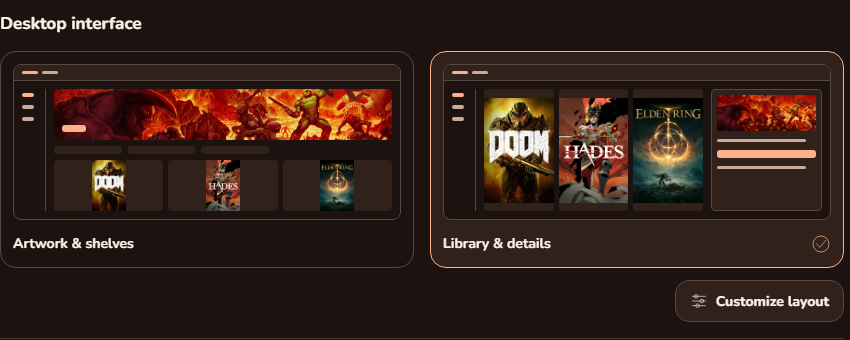 Desktop interface
DOOM
HADES
ELDEN RING
DOOM
HADES
ELDEN RING
Artwork & shelves
Library & details
Customize layout